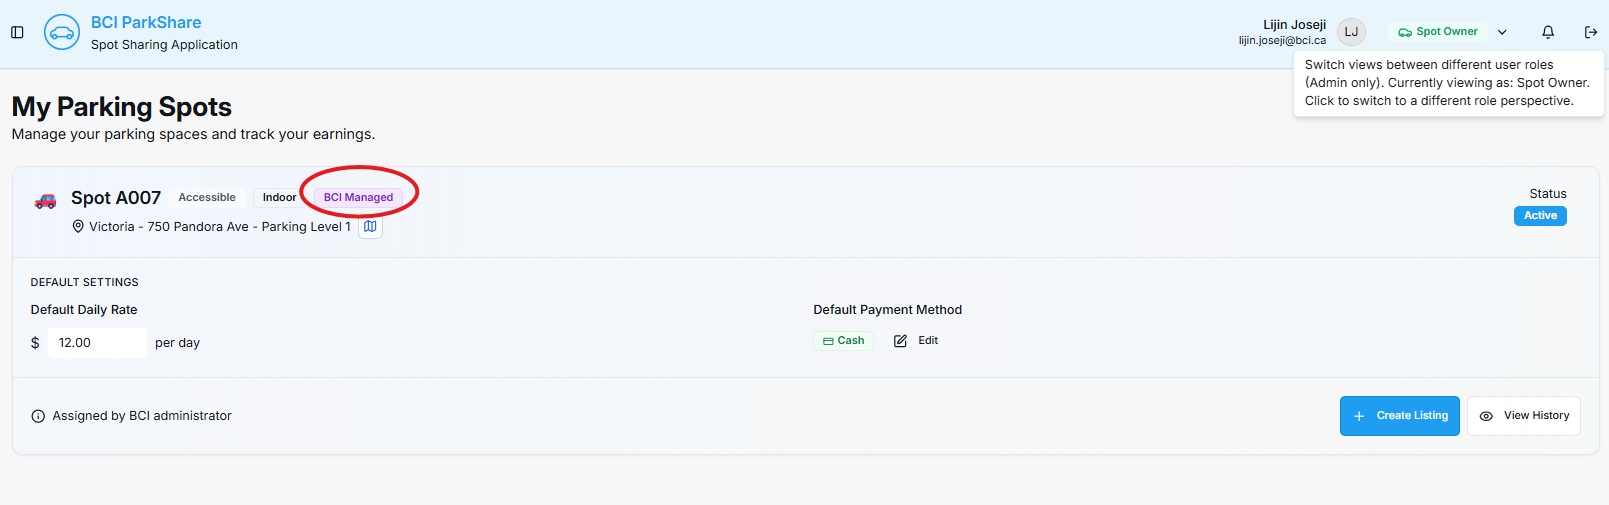 BCI ParkShare
Spot Sharing Application
Lijin Joseji
lijin.joseji@bci.ca
LJ
Spot Owner
Switch views between different user roles
(Admin only). Currently viewing as: Spot Owner.
Click to switch to a different role perspective.
My Parking Spots
Manage your parking spaces and track your earnings.
Spot A007 Accessible Indoor BCI Managed
Victoria - 750 Pandora Ave - Parking Level 1
Status
Active
DEFAULT SETTINGS
Default Daily Rate
$ 12.00 per day
Default Payment Method
Cash Edit
Assigned by BCI administrator
Create Listing
View History